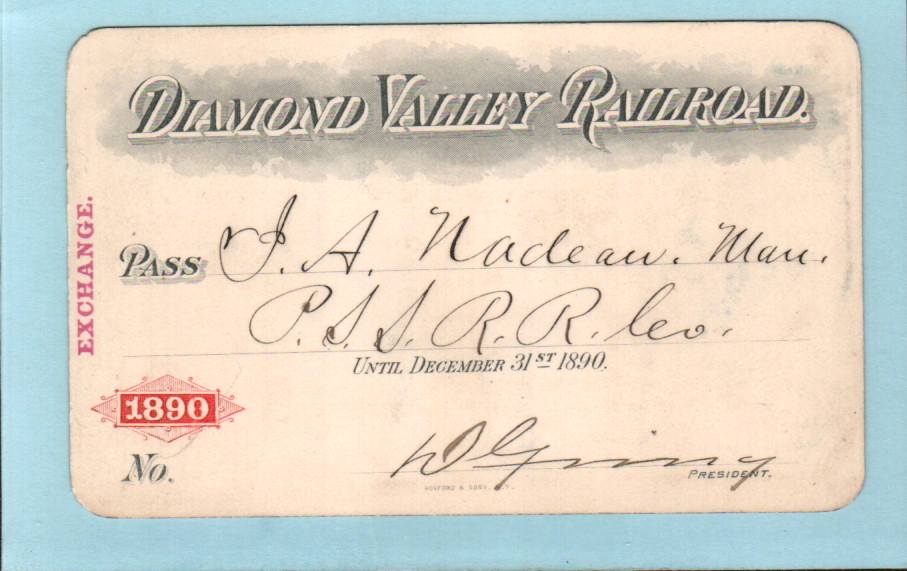 DIAMOND VALLEY RAILROAD.
EXCHANGE.
PASS J. A. Nadeau. Man.
P. S. S. R. R. Co.
UNTIL DECEMBER 31ST 1890.
1890
No.
PRESIDENT.